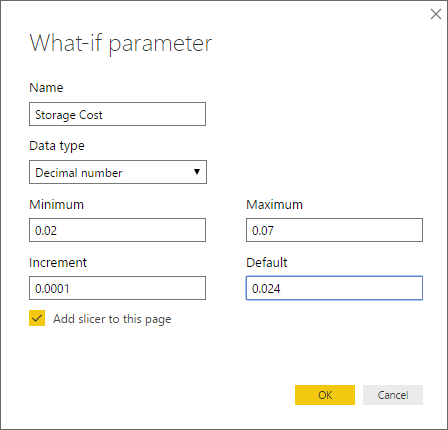 What-if parameter
Name
Storage Cost
Data type
Decimal number
Minimum
Maximum
0.02
0.07
Increment
Default
0.0001
0.024
Add slicer to this page
OK
Cancel